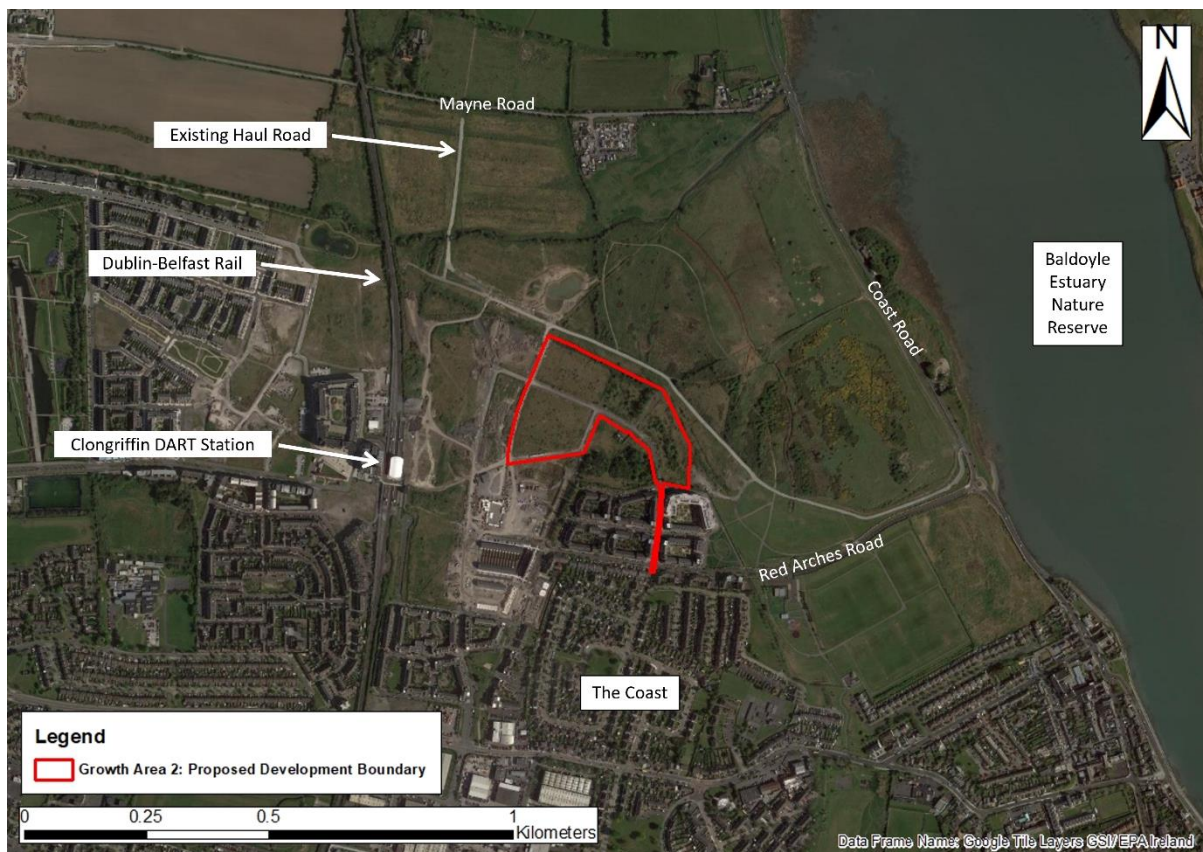 N
Mayne Road
Existing Haul Road
Dublin-Belfast Rail
Coast Road
Baldoyle
Estuary
Nature
Reserve
Clongriffin DART Station
Red Arches Road
The Coast
Legend
Growth Area 2: Proposed Development Boundary
0 0.25 0.5 1
Kilometers
Data Frame Name: Google Tile Layers GSI/ EPA Ireland